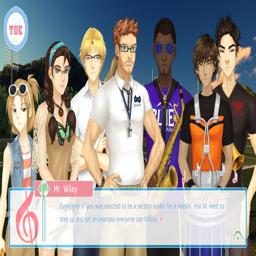 TUE
BLUE
Mr. Wiley
Every one of you was selected to be a section leader for a reason. You all need to
step up and set an example everyone can follow.